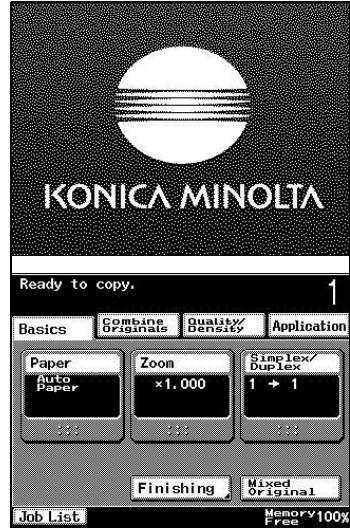 KONICA MINOLTA
Ready to copy.
1
Basics
Combine
Originals
Quality/
Density
Application
Paper
Auto
Paper
Zoom
×1.000
Simplex/
Duplex
1 → 1
Finishing
Mixed
Original
Job List
Memory
Free
100%